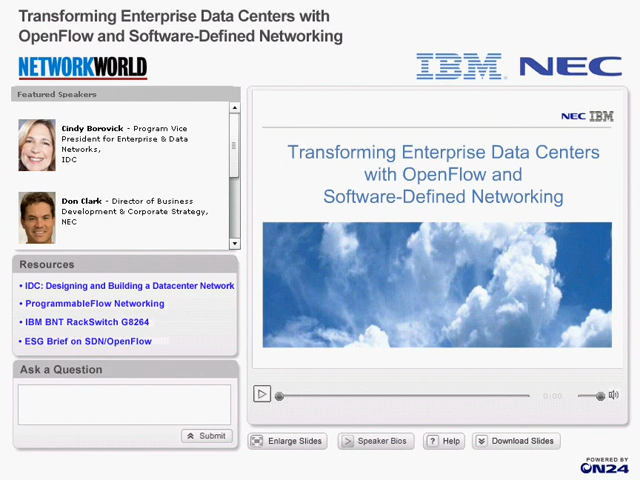 Transforming Enterprise Data Centers with
OpenFlow and Software-Defined Networking
NETWORKWORLD
IBM NEC
Featured Speakers
Cindy Borovick - Program Vice
President for Enterprise & Data
Networks,
IDC
Don Clark - Director of Business
Development & Corporate Strategy,
NEC
Resources
• IDC: Designing and Building a Datacenter Network
• ProgrammableFlow Networking
• IBM BNT RackSwitch G8264
• ESG Brief on SDN/OpenFlow
Ask a Question
Submit
NEC IBM
Transforming Enterprise Data Centers
with OpenFlow and
Software-Defined Networking
0:00
Enlarge Slides
Speaker Bios
? Help
Download Slides
POWERED BY
ON24